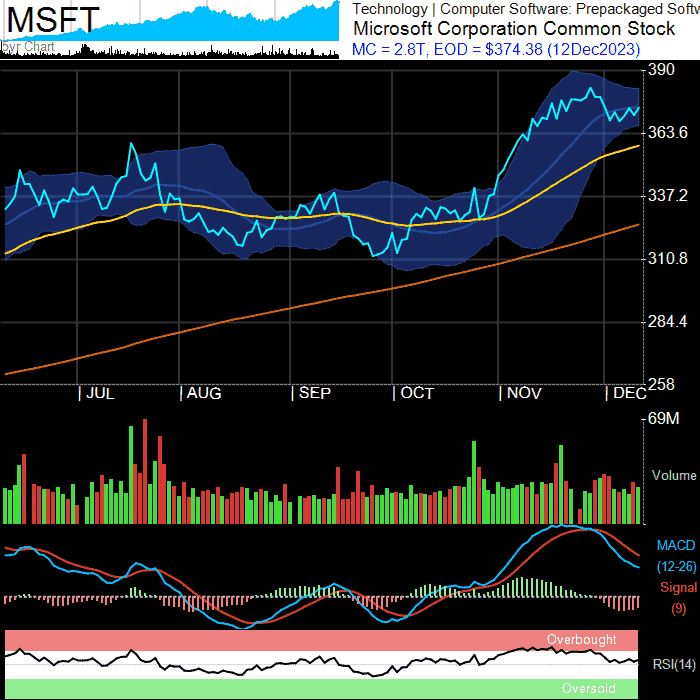 MSFT
Technology | Computer Software: Prepackaged Softw
Microsoft Corporation Common Stock
MC = 2.8T, EOD = $374.38 (12Dec2023)
Chart
390
363.6
337.2
310.8
284.4
258
JUL AUG SEP OCT NOV DEC
69M
Volume
MACD
(12-26)
Signal
(9)
Overbought
RSI(14)
Oversold